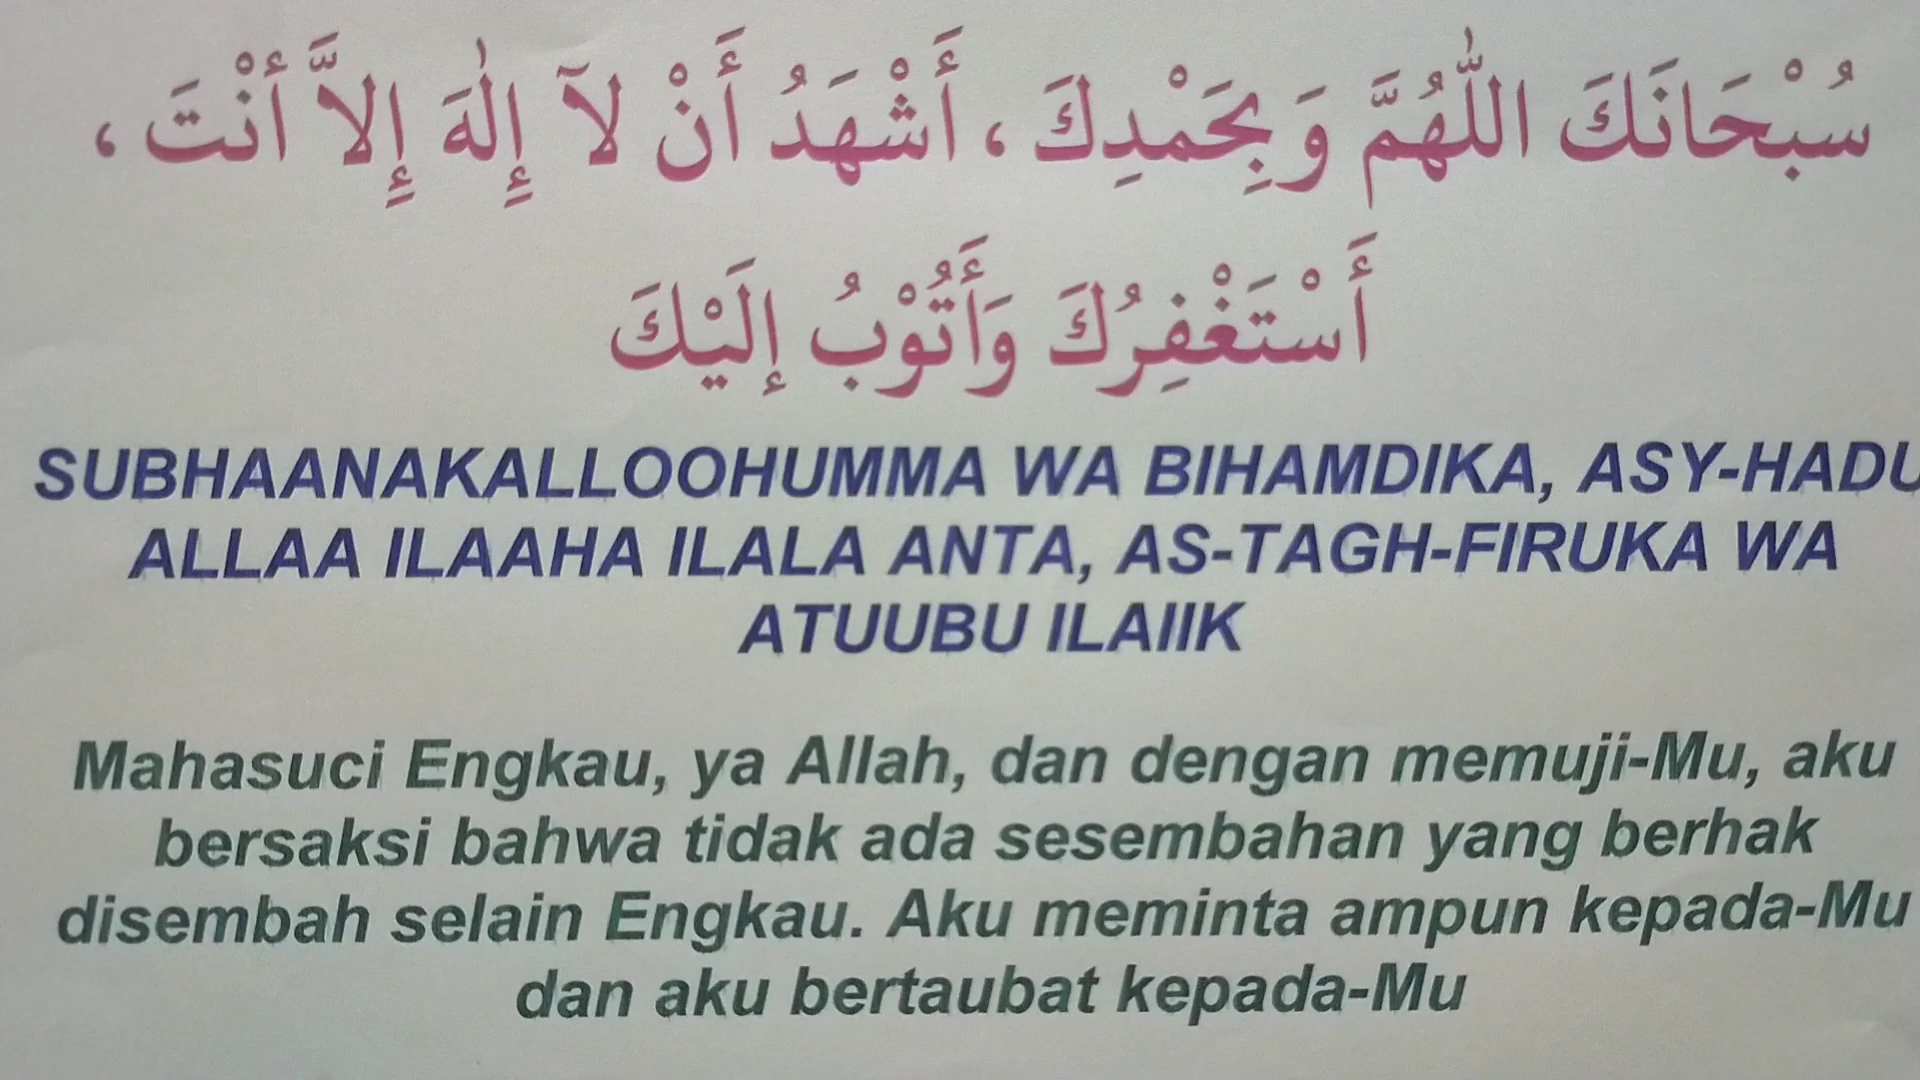 سُبْحَانَكَ اللّٰهُمَّ وَبِحَمْدِكَ ، أَشْهَدُ أَنْ لَآ إِلٰهَ إِلاَّ أَنْتَ ،
أَسْتَغْفِرُكَ وَأَتُوْبُ إِلَيْكَ
SUBHAANAKALLOOHUMMA WA BIHAMDIKA, ASY-HADU
ALLAA ILAAHA ILALA ANTA, AS-TAGH-FIRUKA WA
ATUUBU ILAIIK
Mahasuci Engkau, ya Allah, dan dengan memuji-Mu, aku
bersaksi bahwa tidak ada sesembahan yang berhak
disembah selain Engkau. Aku meminta ampun kepada-Mu
dan aku bertaubat kepada-Mu